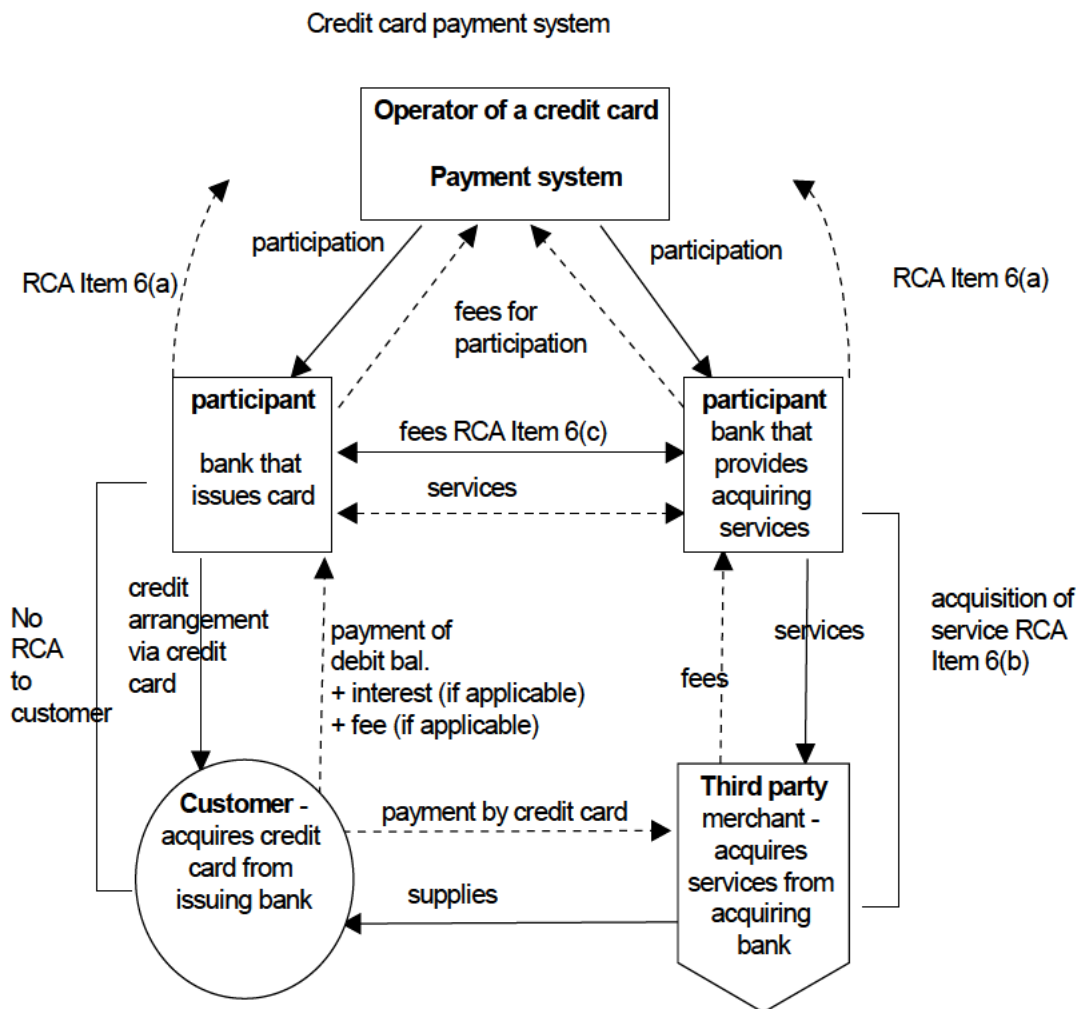 Credit card payment system
Operator of a credit card
Payment system
participation
participation
RCA Item 6(a)
RCA Item 6(a)
fees for
participation
participant
bank that
issues card
participant
bank that
provides
acquiring
services
fees RCA Item 6(c)
services
credit
arrangement
via credit
card
No
RCA
to
customer
payment of
debit bal.
+ interest (if applicable)
+ fee (if applicable)
fees
services
acquisition of
service RCA
Item 6(b)
Customer -
acquires credit
card from
issuing bank
payment by credit card
supplies
Third party
merchant -
acquires
services from
acquiring
bank